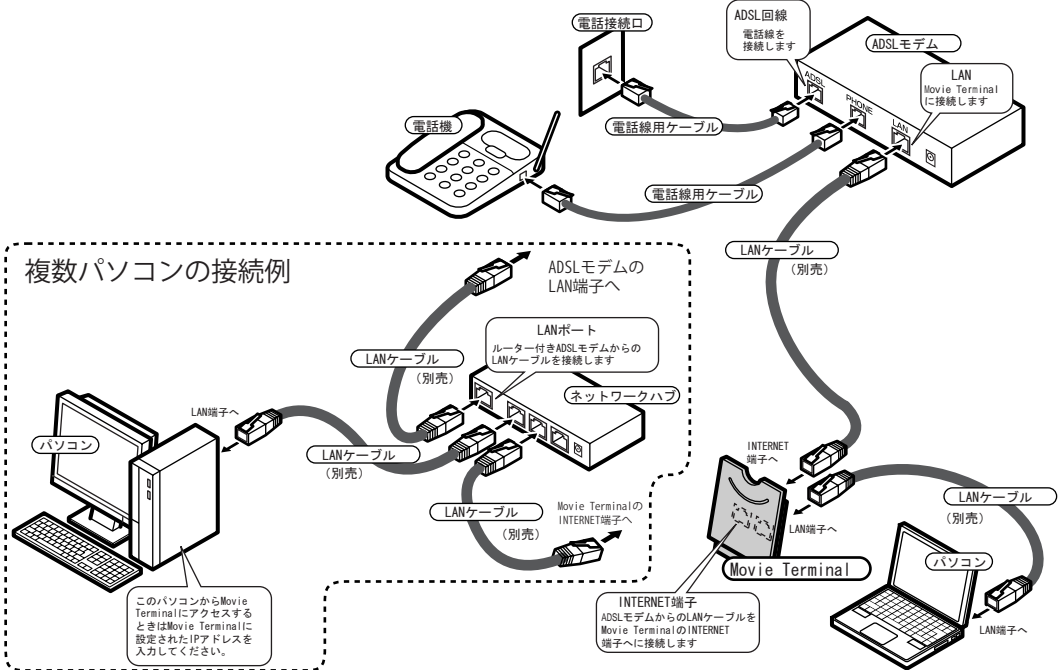 電話接続口
ADSL回線
電話線を
接続します
ADSLモデム
ADSL
PHONE
LAN
LAN
Movie Terminal
に接続します
電話機
電話線用ケーブル
電話線用ケーブル
LANケーブル
（別売）
複数パソコンの接続例
ADSLモデムの
LAN端子へ
LANポート
ルーター付きADSLモデムからの
LANケーブルを接続します
LANケーブル
（別売）
ネットワークハブ
LAN端子へ
パソコン
LANケーブル
（別売）
LANケーブル
（別売）
Movie Terminalの
INTERNET端子へ
このパソコンからMovie
Terminalにアクセスする
ときはMovie Terminalに
設定されたIPアドレスを
入力してください。
INTERNET
端子へ
LAN端子へ
LANケーブル
（別売）
Movie Terminal
パソコン
INTERNET端子
ADSLモデムからのLANケーブルを
Movie TerminalのINTERNET
端子へに接続します
LAN端子へ